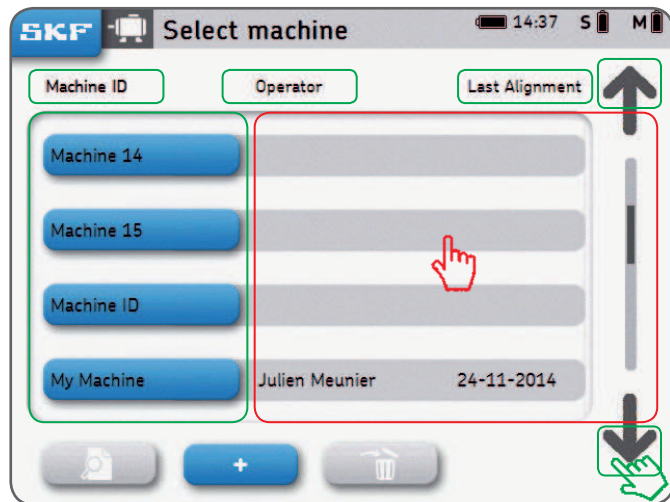 SKF Select machine 14:37 S M
Machine ID Operator Last Alignment
Machine 14
Machine 15
Machine ID
My Machine Julien Meunier 24-11-2014
+